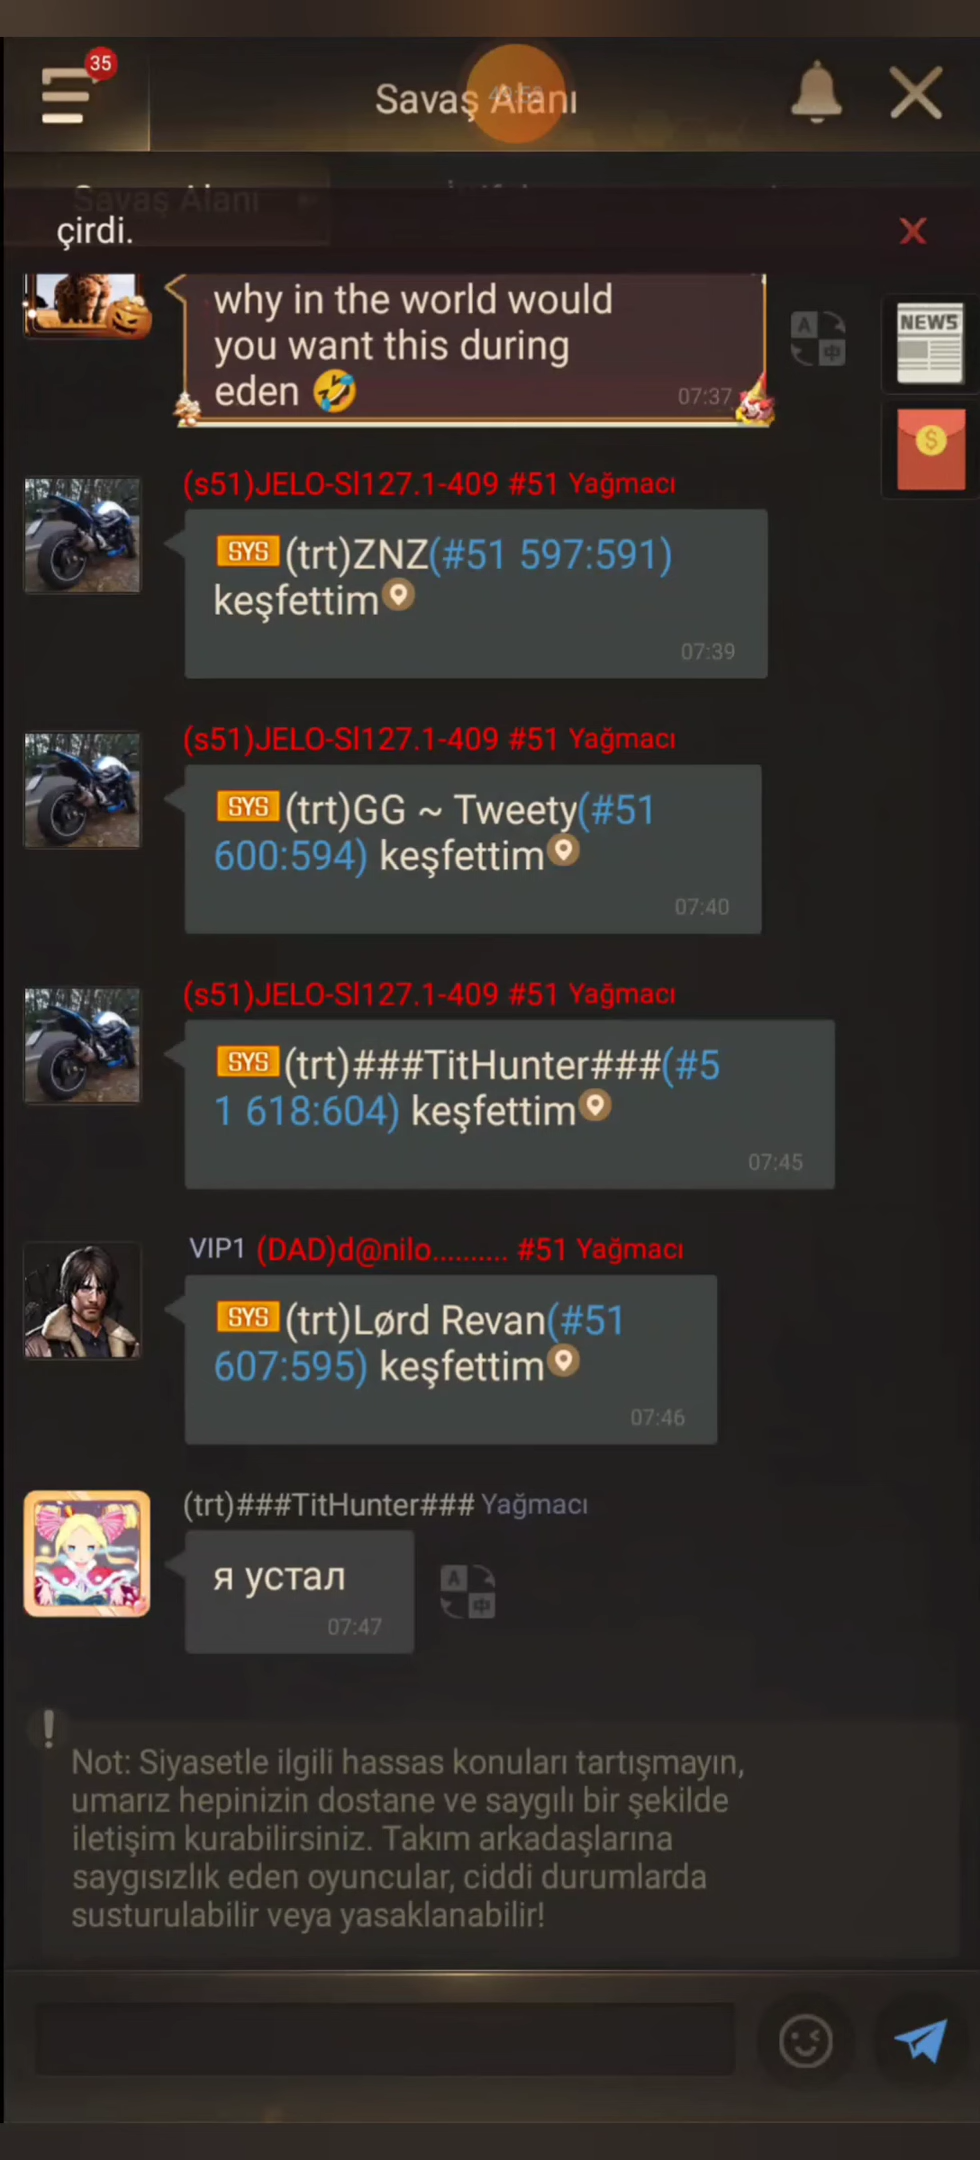 35
Savaş Alanı
Savaş Alanı
çirdi.
why in the world would
you want this during
eden 🤣
07:37
NEWS
(s51)JELO-Sl127.1-409 #51 Yağmacı
SYS (trt)ZNZ(#51 597:591)
keşfettim
07:39
(s51)JELO-Sl127.1-409 #51 Yağmacı
SYS (trt)GG ~ Tweety(#51
600:594) keşfettim
07:40
(s51)JELO-Sl127.1-409 #51 Yağmacı
SYS (trt)###TitHunter###(#5
1 618:604) keşfettim
07:45
VIP1 (DAD)d@nilo.......... #51 Yağmacı
SYS (trt)Lørd Revan(#51
607:595) keşfettim
07:46
(trt)###TitHunter### Yağmacı
я устал
07:47
Not: Siyasetle ilgili hassas konuları tartışmayın,
umarız hepinizin dostane ve saygılı bir şekilde
iletişim kurabilirsiniz. Takım arkadaşlarına
saygısızlık eden oyuncular, ciddi durumlarda
susturulabilir veya yasaklanabilir!